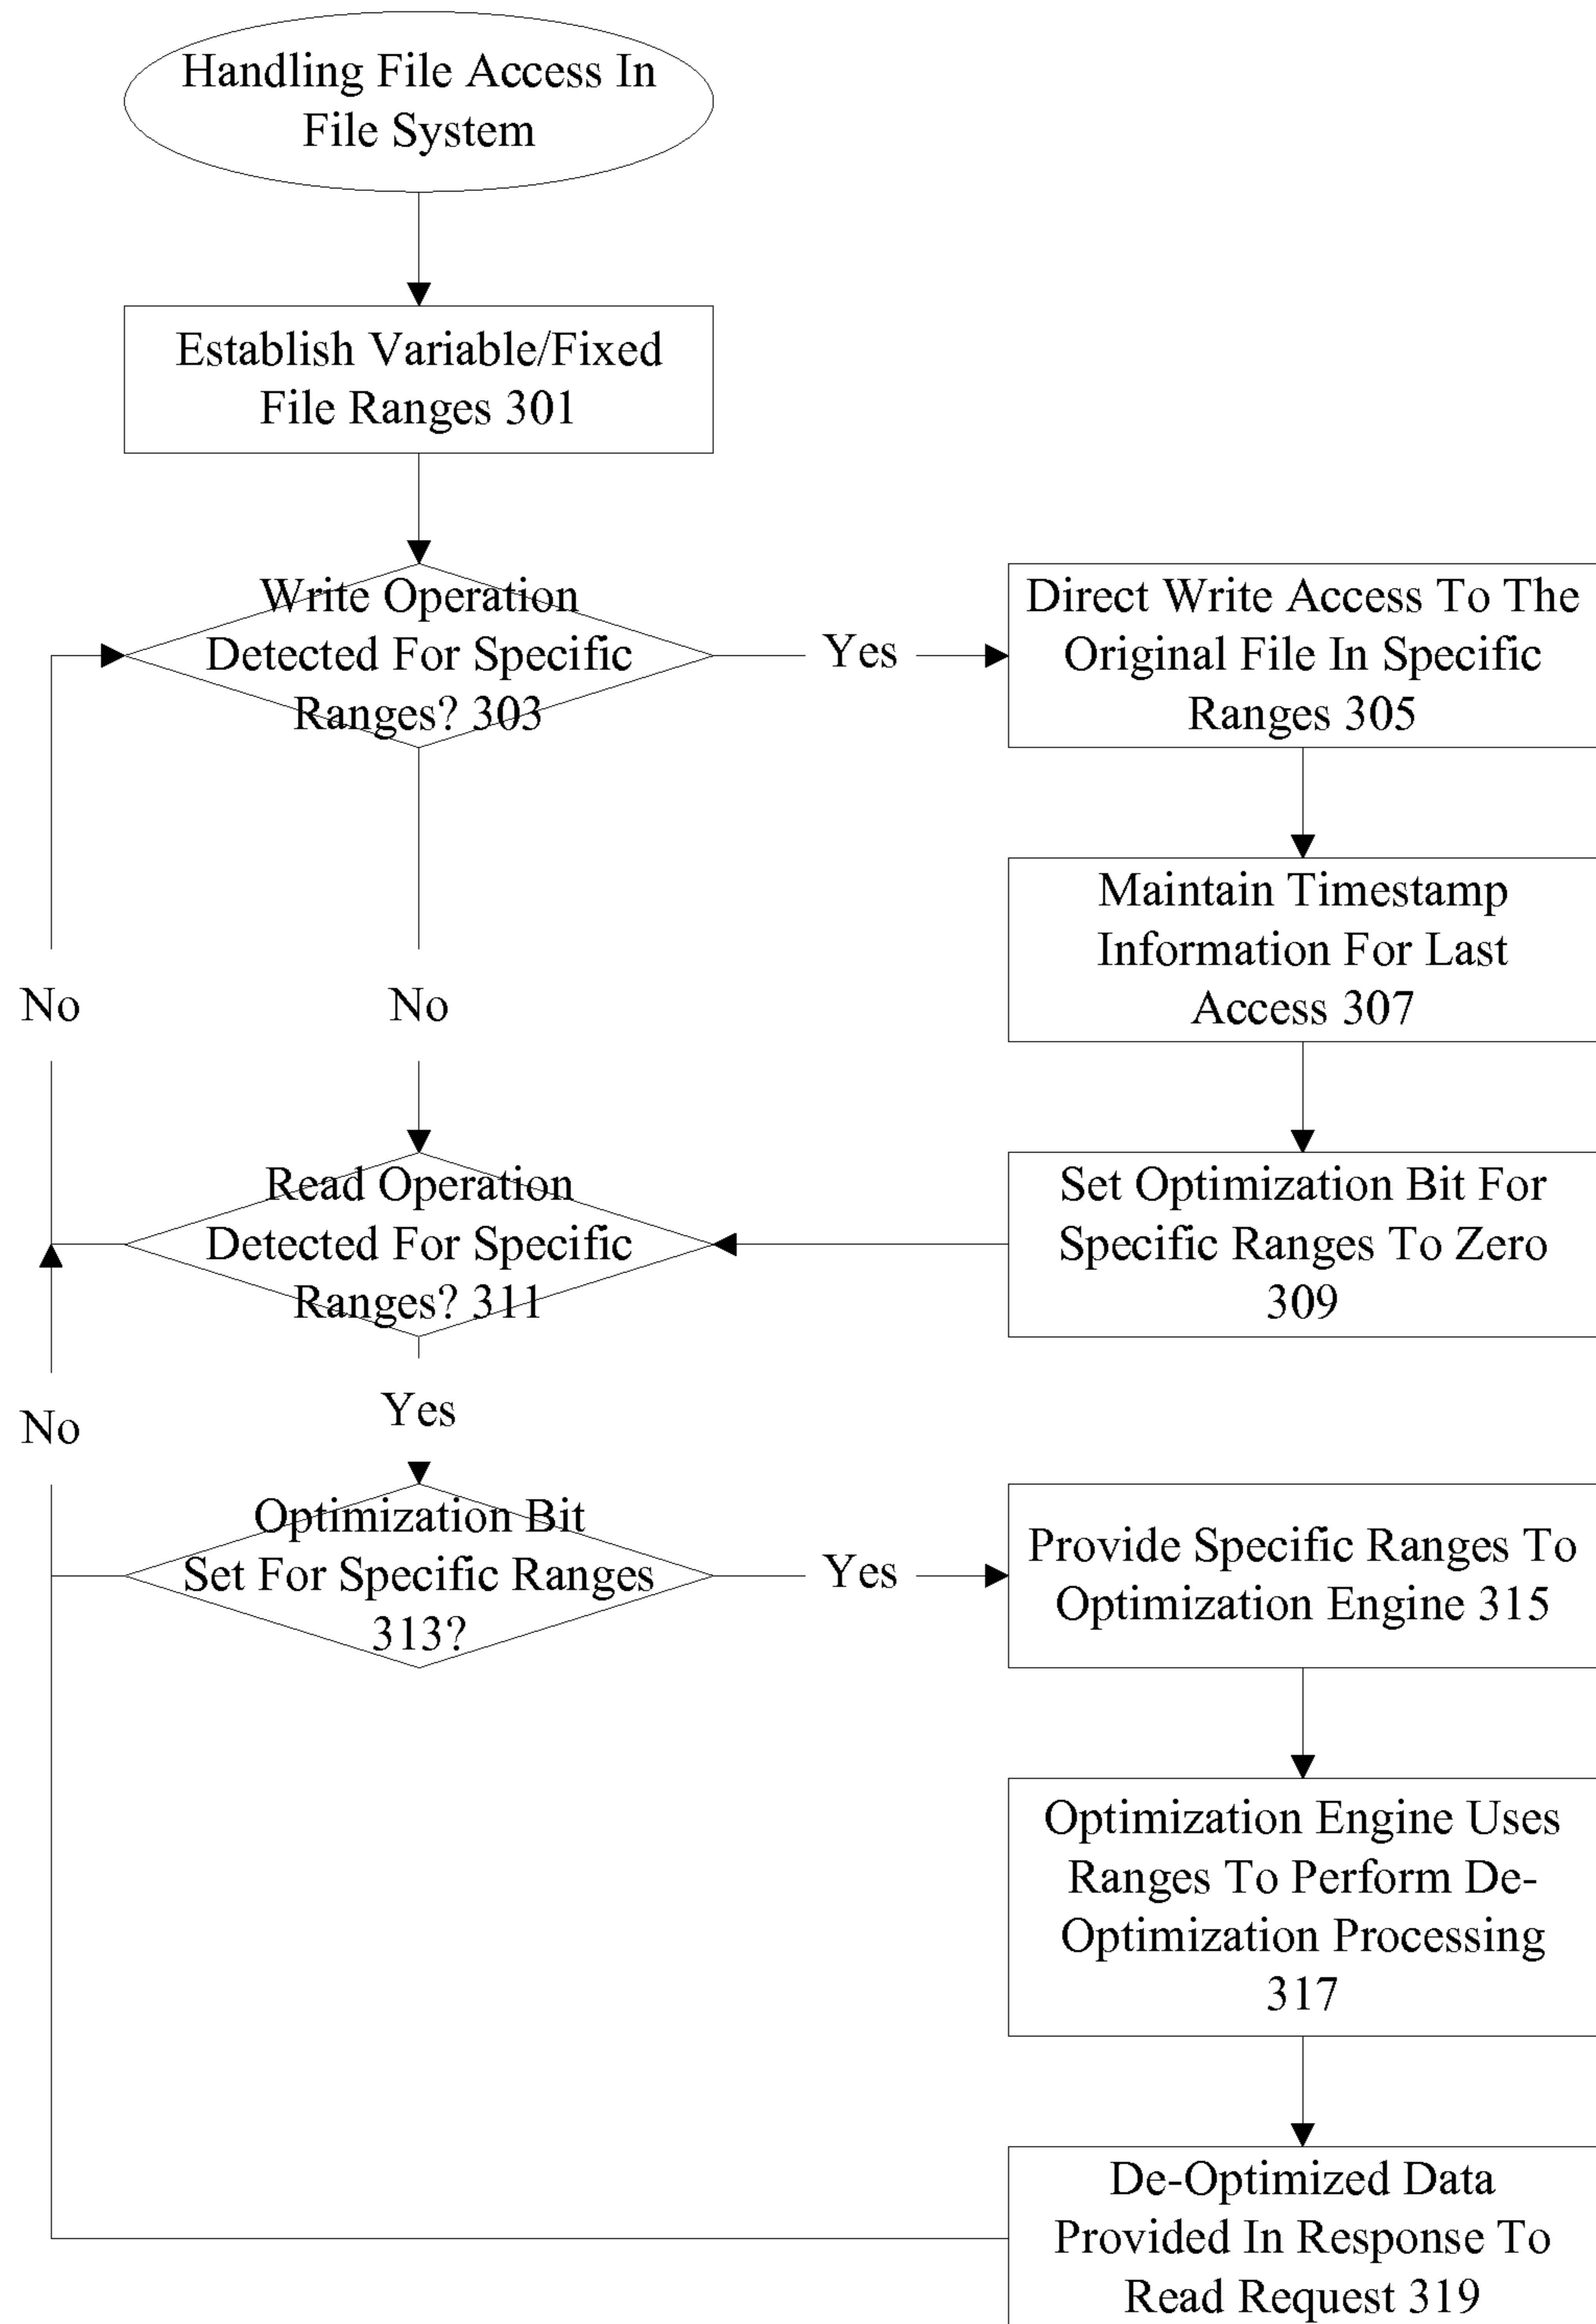 Handling File Access In
File System
Establish Variable/Fixed
File Ranges 301
Write Operation
Detected For Specific
Ranges? 303
Yes
Direct Write Access To The
Original File In Specific
Ranges 305
Maintain Timestamp
Information For Last
Access 307
No
No
Read Operation
Detected For Specific
Ranges? 311
Set Optimization Bit For
Specific Ranges To Zero
309
Yes
No
Optimization Bit
Set For Specific Ranges
313?
Yes
Provide Specific Ranges To
Optimization Engine 315
Optimization Engine Uses
Ranges To Perform De-
Optimization Processing
317
De-Optimized Data
Provided In Response To
Read Request 319